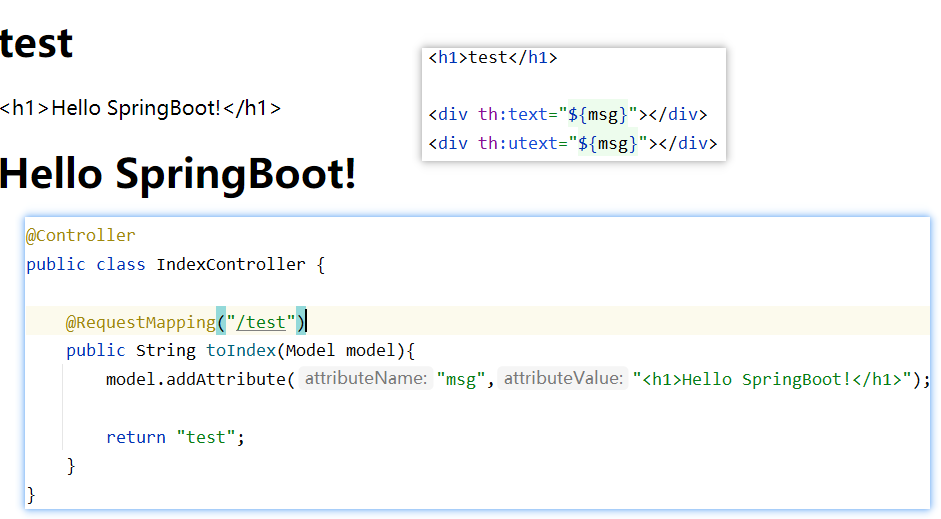 test
<h1>Hello SpringBoot!</h1>
Hello SpringBoot!
<h1>test</h1>
<div th:text="${msg}"></div>
<div th:utext="${msg}"></div>
@Controller
public class IndexController {
@RequestMapping("/test")
public String toIndex(Model model){
model.addAttribute( attributeName: "msg", attributeValue: "<h1>Hello SpringBoot!</h1>");
return "test";
}
}